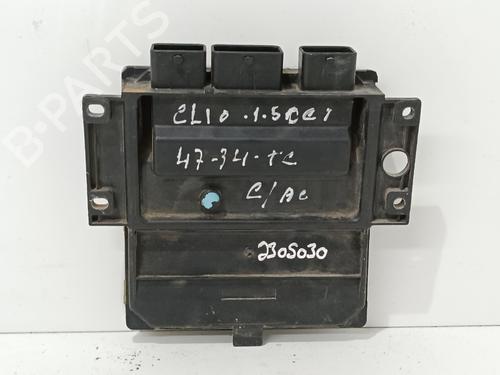 B-PARTS
CLIO .1.5DCI
47-34-TC
C/AC
2305030